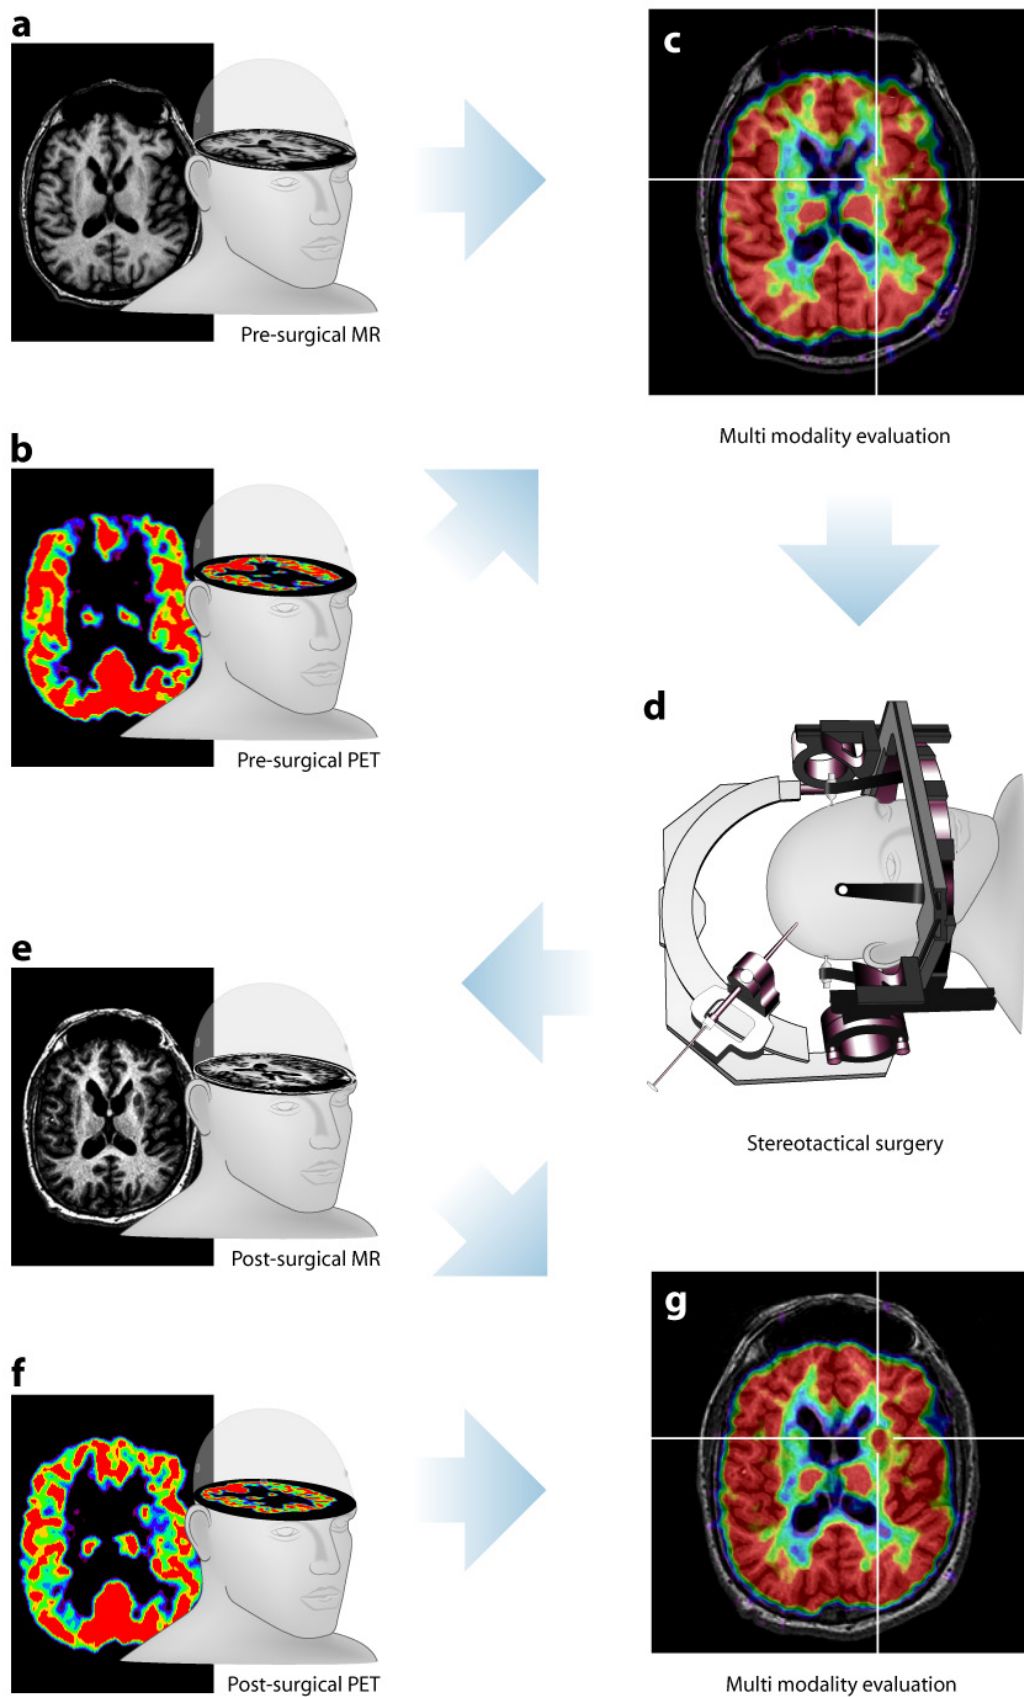 a
Pre-surgical MR
c
Multi modality evaluation
b
Pre-surgical PET
d
Stereotactical surgery
e
Post-surgical MR
f
Post-surgical PET
g
Multi modality evaluation